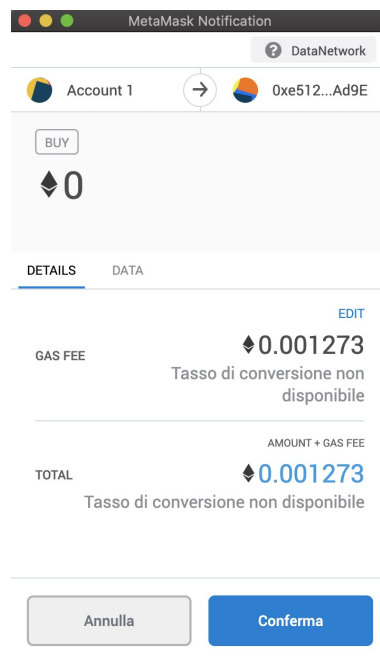 MetaMask Notification
? DataNetwork
Account 1 → 0xe512...Ad9E
BUY
0
DETAILS DATA
EDIT
GAS FEE
0.001273
Tasso di conversione non
disponibile
AMOUNT + GAS FEE
TOTAL
0.001273
Tasso di conversione non disponibile
Annulla Conferma